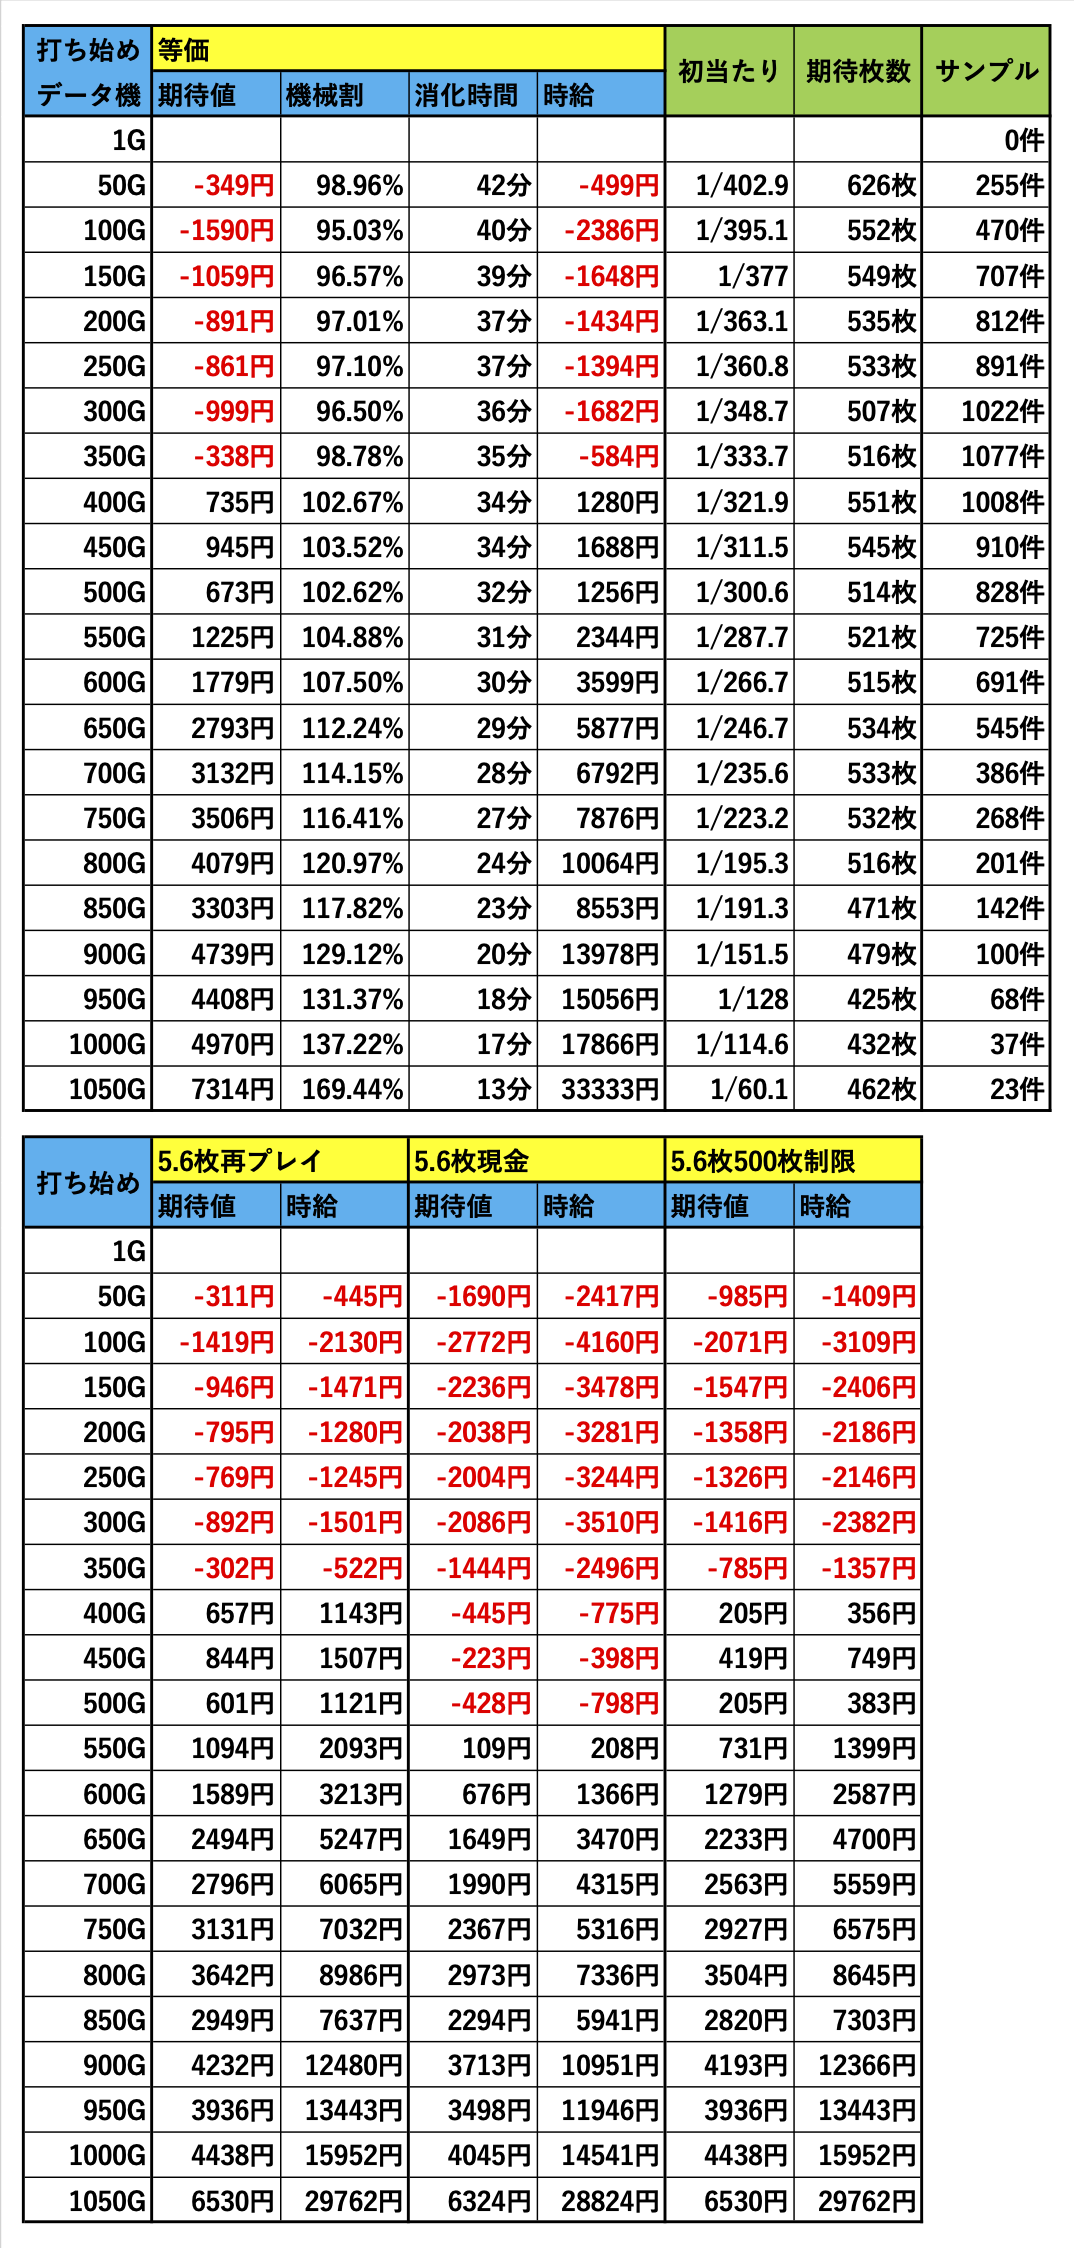 打ち始め 等価 初当たり 期待枚数 サンプル
データ機 期待値 機械割 消化時間 時給
1G 0件
50G -349円 98.96% 42分 -499円 1/402.9 626枚 255件
100G -1590円 95.03% 40分 -2386円 1/395.1 552枚 470件
150G -1059円 96.57% 39分 -1648円 1/377 549枚 707件
200G -891円 97.01% 37分 -1434円 1/363.1 535枚 812件
250G -861円 97.10% 37分 -1394円 1/360.8 533枚 891件
300G -999円 96.50% 36分 -1682円 1/348.7 507枚 1022件
350G -338円 98.78% 35分 -584円 1/333.7 516枚 1077件
400G 735円 102.67% 34分 1280円 1/321.9 551枚 1008件
450G 945円 103.52% 34分 1688円 1/311.5 545枚 910件
500G 673円 102.62% 32分 1256円 1/300.6 514枚 828件
550G 1225円 104.88% 31分 2344円 1/287.7 521枚 725件
600G 1779円 107.50% 30分 3599円 1/266.7 515枚 691件
650G 2793円 112.24% 29分 5877円 1/246.7 534枚 545件
700G 3132円 114.15% 28分 6792円 1/235.6 533枚 386件
750G 3506円 116.41% 27分 7876円 1/223.2 532枚 268件
800G 4079円 120.97% 24分 10064円 1/195.3 516枚 201件
850G 3303円 117.82% 23分 8553円 1/191.3 471枚 142件
900G 4739円 129.12% 20分 13978円 1/151.5 479枚 100件
950G 4408円 131.37% 18分 15056円 1/128 425枚 68件
1000G 4970円 137.22% 17分 17866円 1/114.6 432枚 37件
1050G 7314円 169.44% 13分 33333円 1/60.1 462枚 23件
打ち始め 5.6枚再プレイ 5.6枚現金 5.6枚500枚制限
期待値 時給 期待値 時給 期待値 時給
1G
50G -311円 -445円 -1690円 -2417円 -985円 -1409円
100G -1419円 -2130円 -2772円 -4160円 -2071円 -3109円
150G -946円 -1471円 -2236円 -3478円 -1547円 -2406円
200G -795円 -1280円 -2038円 -3281円 -1358円 -2186円
250G -769円 -1245円 -2004円 -3244円 -1326円 -2146円
300G -892円 -1501円 -2086円 -3510円 -1416円 -2382円
350G -302円 -522円 -1444円 -2496円 -785円 -1357円
400G 657円 1143円 -445円 -775円 205円 356円
450G 844円 1507円 -223円 -398円 419円 749円
500G 601円 1121円 -428円 -798円 205円 383円
550G 1094円 2093円 109円 208円 731円 1399円
600G 1589円 3213円 676円 1366円 1279円 2587円
650G 2494円 5247円 1649円 3470円 2233円 4700円
700G 2796円 6065円 1990円 4315円 2563円 5559円
750G 3131円 7032円 2367円 5316円 2927円 6575円
800G 3642円 8986円 2973円 7336円 3504円 8645円
850G 2949円 7637円 2294円 5941円 2820円 7303円
900G 4232円 12480円 3713円 10951円 4193円 12366円
950G 3936円 13443円 3498円 11946円 3936円 13443円
1000G 4438円 15952円 4045円 14541円 4438円 15952円
1050G 6530円 29762円 6324円 28824円 6530円 29762円